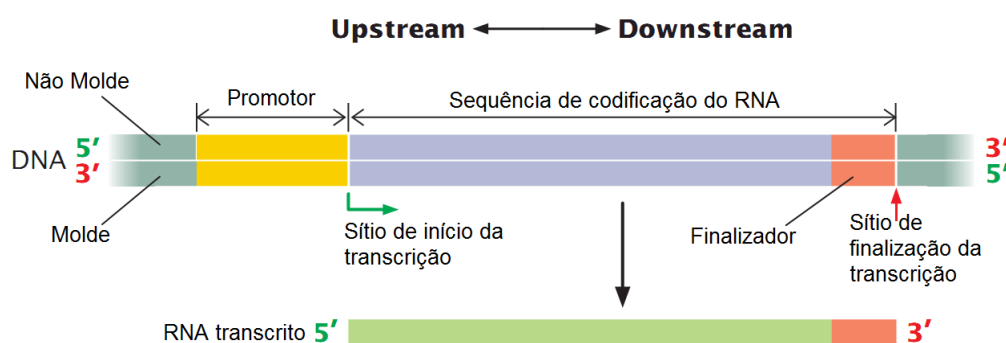 Upstream Downstream
Não Molde
Promotor
Sequência de codificação do RNA
DNA
5′
3′
3′
5′
Molde
Sítio de início da
transcrição
Finalizador
Sítio de
finalização da
transcrição
RNA transcrito 5′ 3′